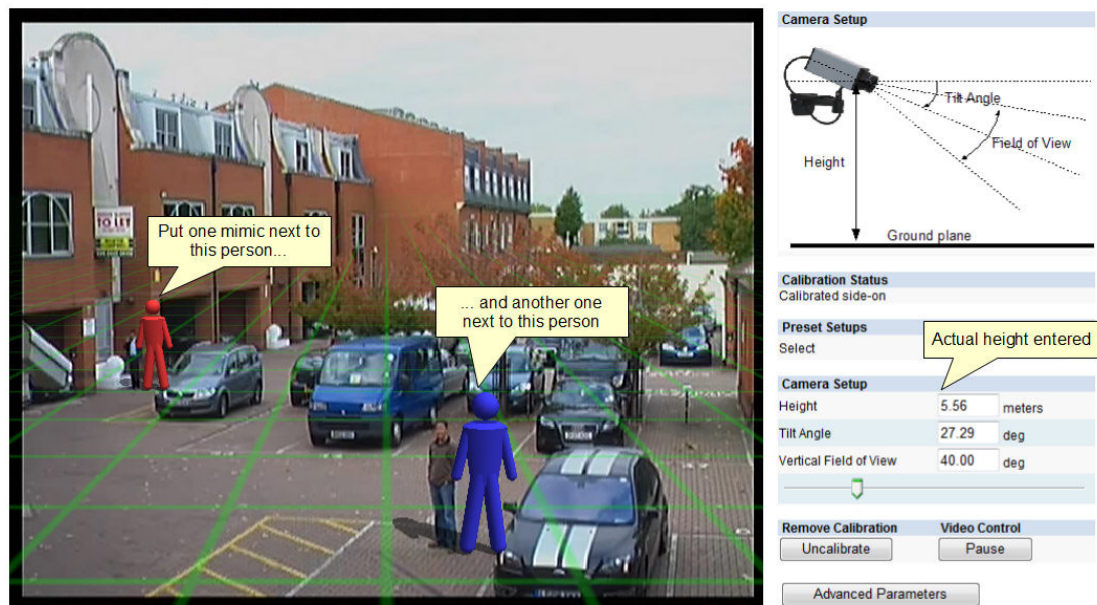 TO LET
Put one mimic next to
this person...
... and another one
next to this person
Camera Setup
Tilt Angle
Field of View
Height
Ground plane
Calibration Status
Calibrated side-on
Preset Setups
Select
Actual height entered
Camera Setup
Height 5.56 meters
Tilt Angle 27.29 deg
Vertical Field of View 40.00 deg
Remove Calibration Video Control
Uncalibrate Pause
Advanced Parameters